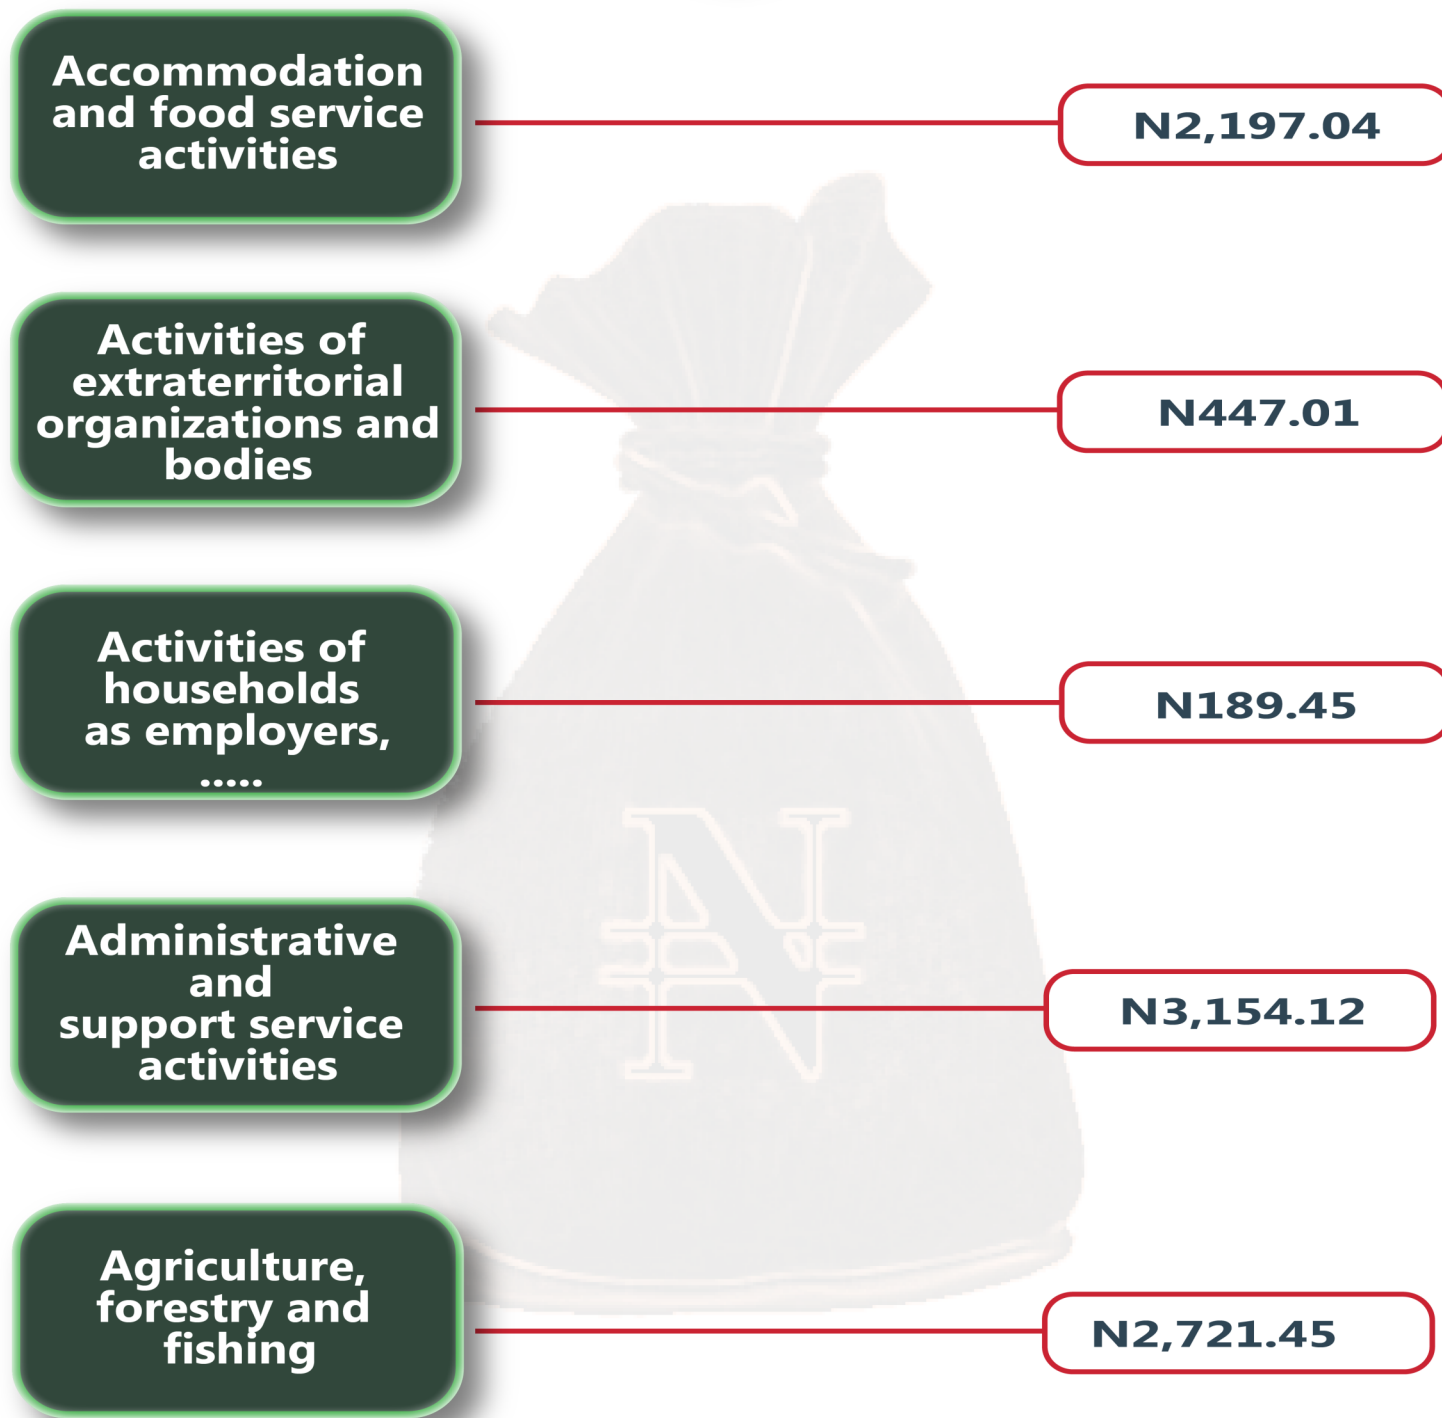 Accommodation
and food service
activities
N2,197.04
Activities of
extraterritorial
organizations and
bodies
N447.01
Activities of
households
as employers,
.....
N189.45
Administrative
and
support service
activities
N3,154.12
Agriculture,
forestry and
fishing
N2,721.45
₦